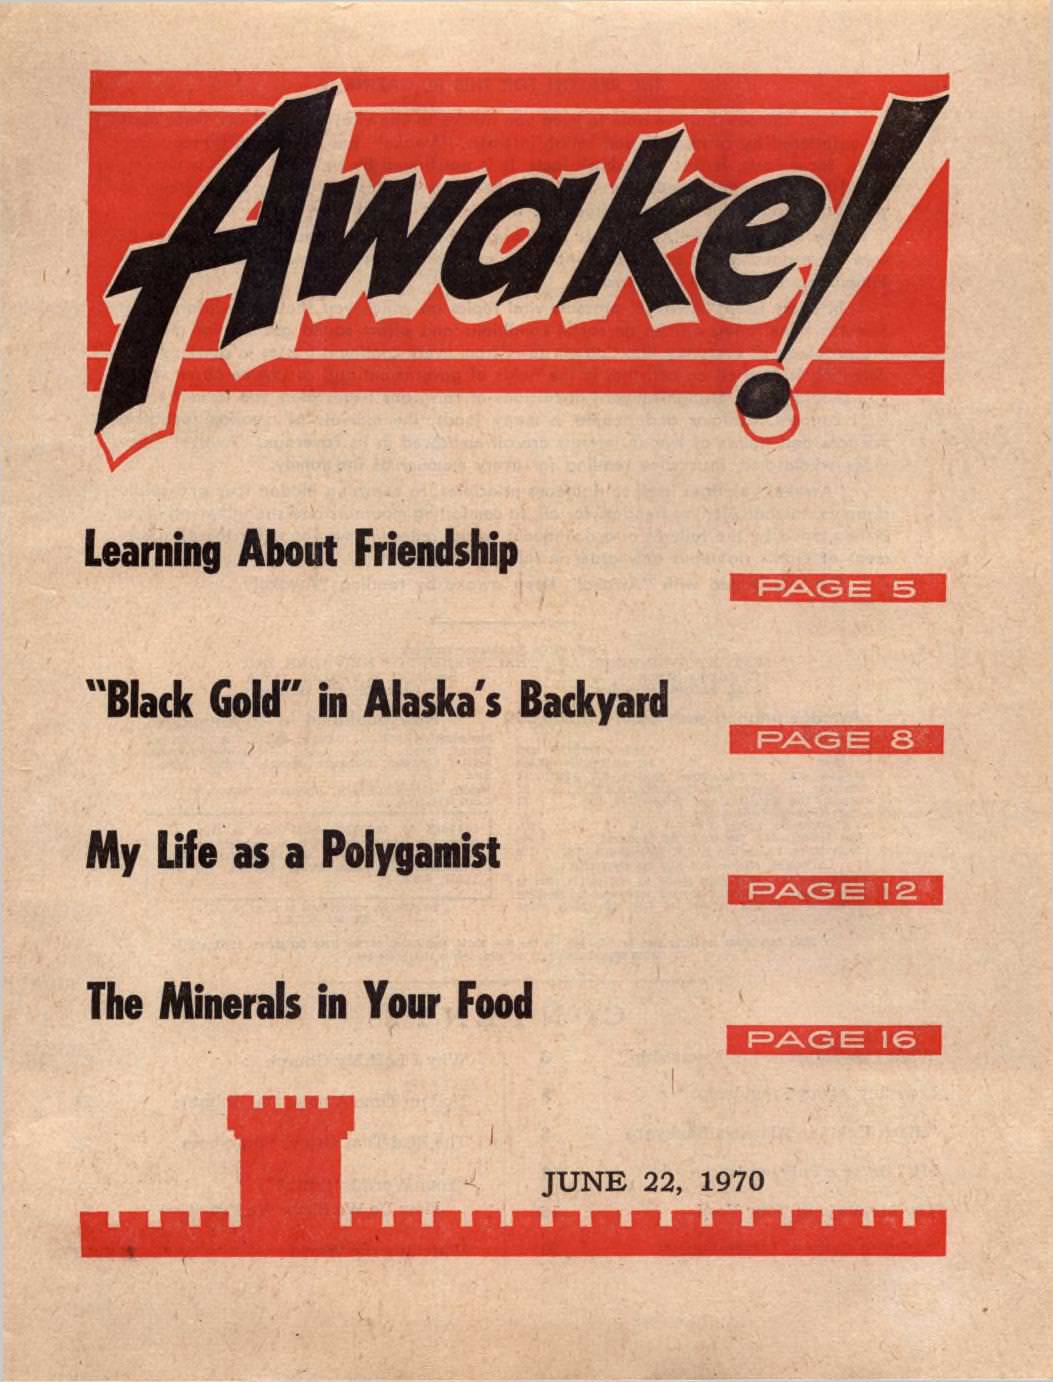 Awake!
Learning About Friendship
PAGE 5
"Black Gold" in Alaska's Backyard
PAGE 8
My Life as a Polygamist
PAGE 12
The Minerals in Your Food
PAGE 16
JUNE 22, 1970